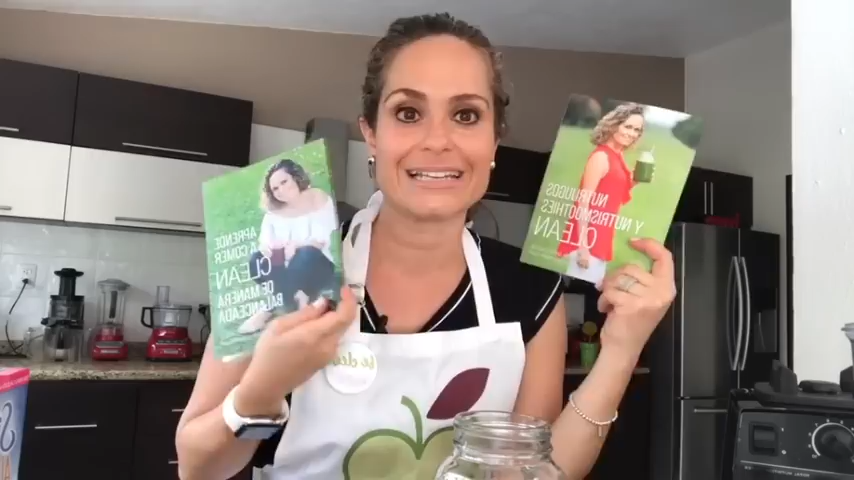 APRENDE
A COMER
CLEAN
DE MANERA
BALANCEADA
NUTRIJUGOS
Y NUTRISMOOTHIES
CLEAN